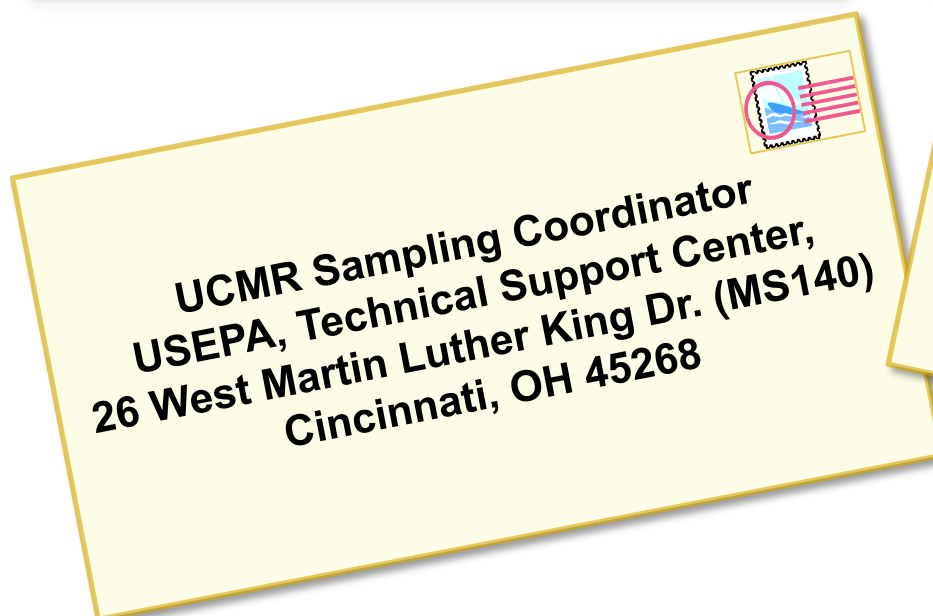 UCMR Sampling Coordinator
USEPA, Technical Support Center,
26 West Martin Luther King Dr. (MS140)
Cincinnati, OH 45268